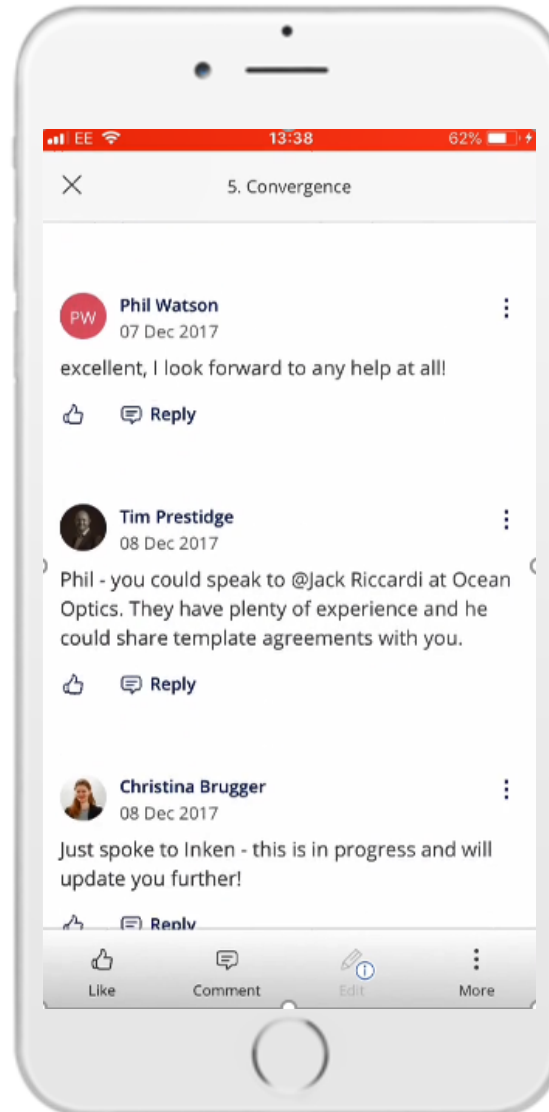 EE 13:38 62%
5. Convergence
PW
Phil Watson
07 Dec 2017
excellent, I look forward to any help at all!
Reply
Tim Prestidge
08 Dec 2017
Phil - you could speak to @Jack Riccardi at Ocean
Optics. They have plenty of experience and he
could share template agreements with you.
Reply
Christina Brugger
08 Dec 2017
Just spoke to Inken - this is in progress and will
update you further!
Reply
Like Comment Edit More